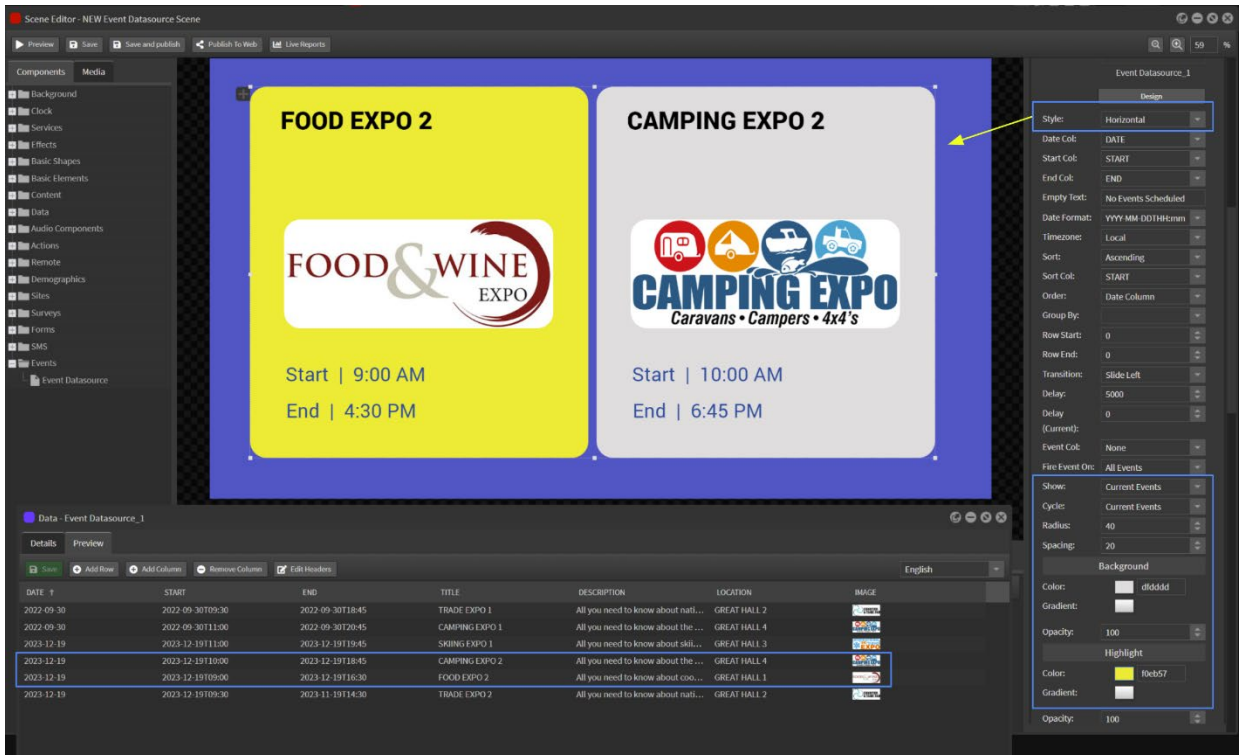 Scene Editor - NEW Event Datasource Scene
Preview Save Save and publish Publish To Web Live Reports 59 %
Components Media
Background
Clock
Services
Effects
Basic Shapes
Basic Elements
Content
Data
Audio Components
Actions
Remote
Demographics
Sites
Surveys
Forms
SMS
Events
Event Datasource
FOOD EXPO 2
FOOD & WINE
EXPO
Start | 9:00 AM
End | 4:30 PM
CAMPING EXPO 2
CAMPING EXPO
Caravans • Campers • 4x4's
Start | 10:00 AM
End | 6:45 PM
Event Datasource_1
Design
Style: Horizontal
Date Col: DATE
Start Col: START
End Col: END
Empty Text: No Events Scheduled
Date Format: YYYY-MM-DDTHH:mm
Timezone: Local
Sort: Ascending
Sort Col: START
Order: Date Column
Group By:
Row Start: 0
Row End: 0
Transition: Slide Left
Delay: 5000
Delay 0
(Current):
Event Col: None
Fire Event On: All Events
Show: Current Events
Cycle: Current Events
Radius: 40
Spacing: 20
Background
Color: dfdddd
Gradient:
Opacity: 100
Highlight
Color: f0eb57
Gradient:
Opacity: 100
Data - Event Datasource_1
Details Preview
Save Add Row Add Column Remove Column Edit Headers English
DATE ↑ START END TITLE DESCRIPTION LOCATION IMAGE
2022-09-30 2022-09-30T09:30 2022-09-30T18:45 TRADE EXPO 1 All you need to know about nati... GREAT HALL 2
2022-09-30 2022-09-30T11:00 2022-09-30T20:45 CAMPING EXPO 1 All you need to know about the ... GREAT HALL 4
2023-12-19 2023-12-19T11:00 2023-12-19T19:45 SKIING EXPO 1 All you need to know about skii... GREAT HALL 3
2023-12-19 2023-12-19T10:00 2023-12-19T18:45 CAMPING EXPO 2 All you need to know about the ... GREAT HALL 4
2023-12-19 2023-12-19T09:00 2023-12-19T16:30 FOOD EXPO 2 All you need to know about coo... GREAT HALL 1
2023-12-19 2023-12-19T09:30 2023-11-19T14:30 TRADE EXPO 2 All you need to know about nati... GREAT HALL 2